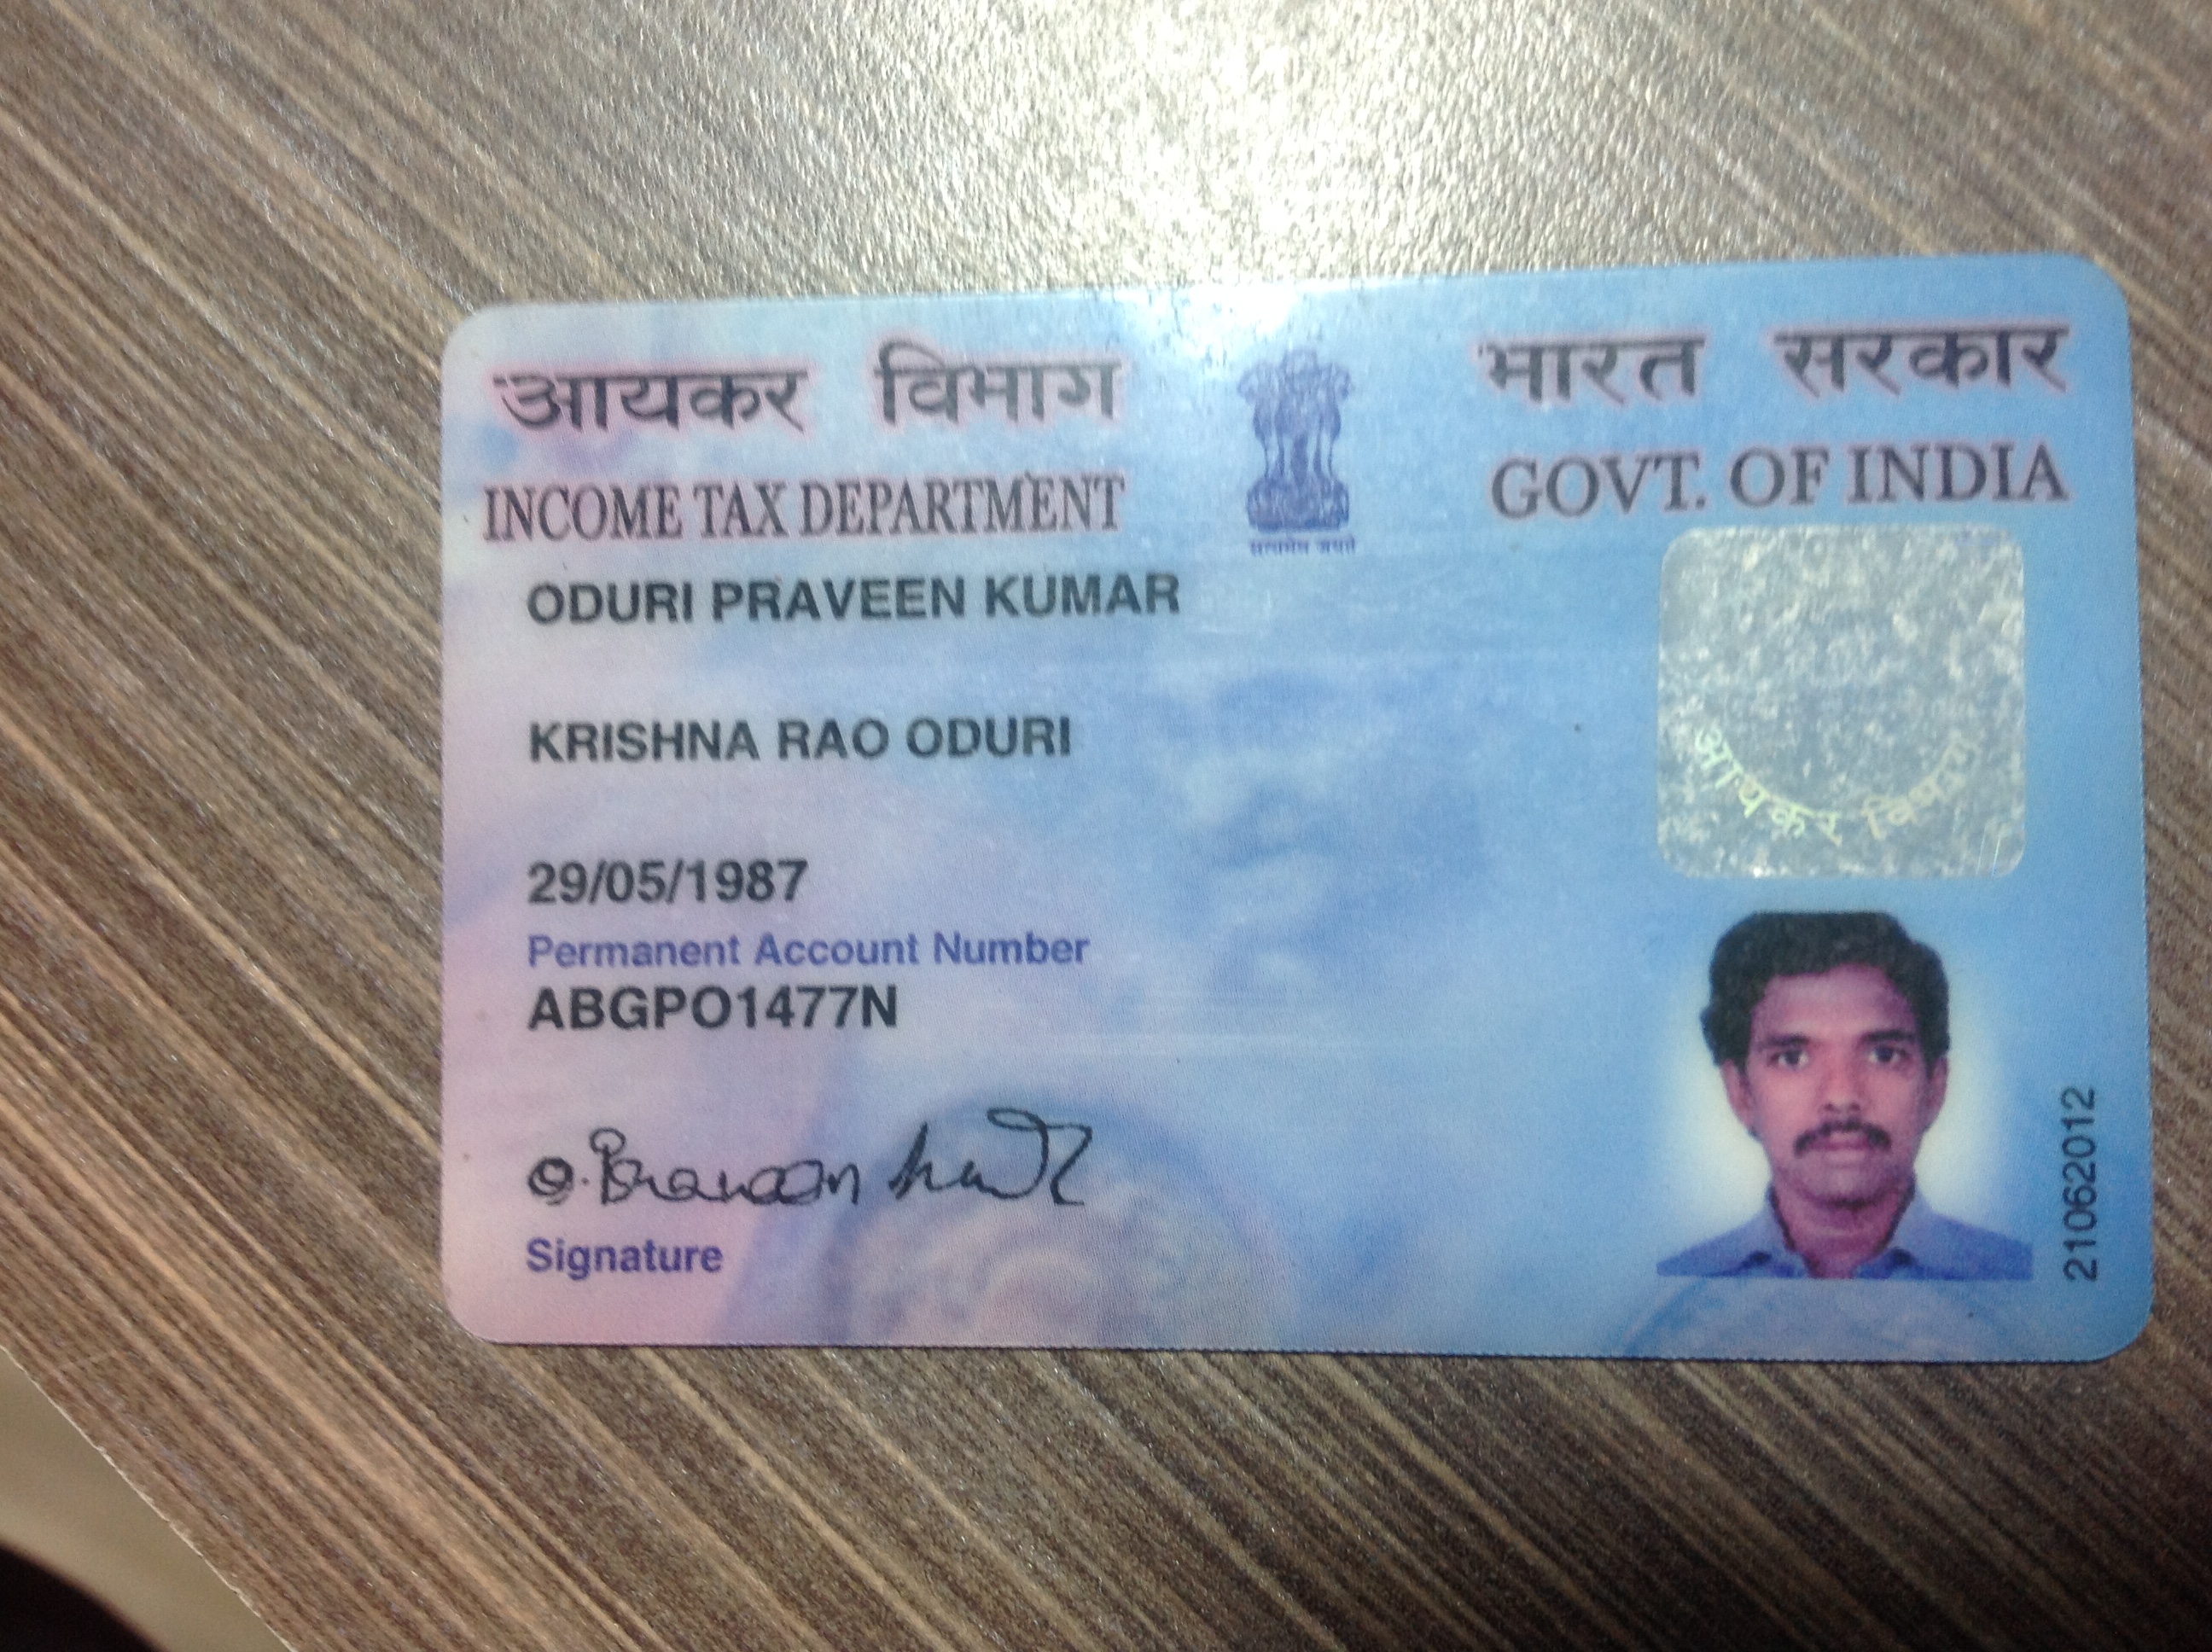 आयकर विभाग
भारत सरकार
INCOME TAX DEPARTMENT
GOVT. OF INDIA
सत्यमेव जयते
ODURI PRAVEEN KUMAR
KRISHNA RAO ODURI
आयकर विभाग
29/05/1987
Permanent Account Number
ABGPO1477N
O. Praveen
Signature
21062012